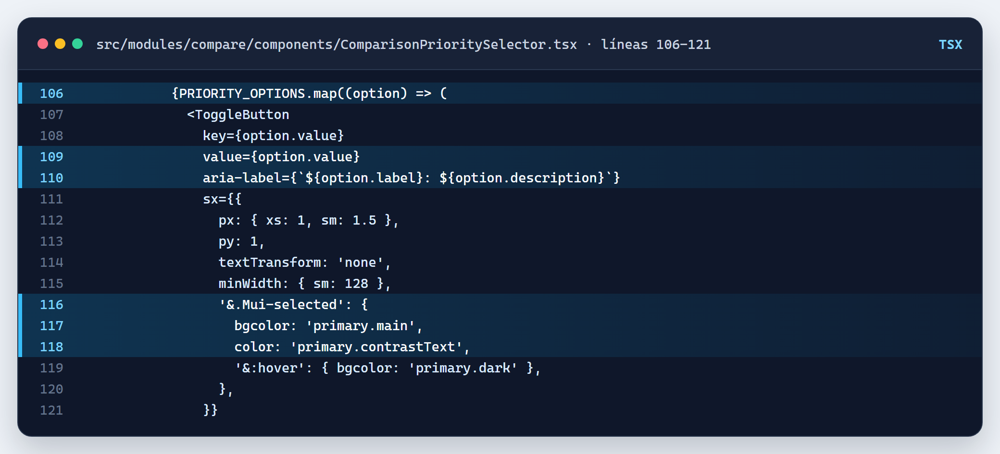 src/modules/compare/components/ComparisonPrioritySelector.tsx · líneas 106-121 TSX
106 {PRIORITY_OPTIONS.map((option) => (
107 <ToggleButton
108 key={option.value}
109 value={option.value}
110 aria-label={`${option.label}: ${option.description}`}
111 sx={{
112 px: { xs: 1, sm: 1.5 },
113 py: 1,
114 textTransform: 'none',
115 minWidth: { sm: 128 },
116 '&.Mui-selected': {
117 bgcolor: 'primary.main',
118 color: 'primary.contrastText',
119 '&:hover': { bgcolor: 'primary.dark' },
120 },
121 }}